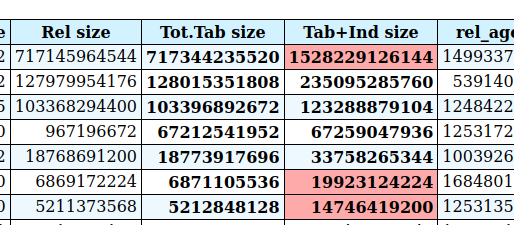 e Rel size Tot.Tab size Tab+Ind size rel_age
2 717145964544 717344235520 1528229126144 1499337
2 127979954176 128015351808 235095285760 539140
5 103368294400 103396892672 123288879104 1248422
0 967196672 67212541952 67259047936 1253172
2 18768691200 18773917696 33758265344 1003926
0 6869172224 6871105536 19923124224 1684801
0 5211373568 5212848128 14746419200 1253135